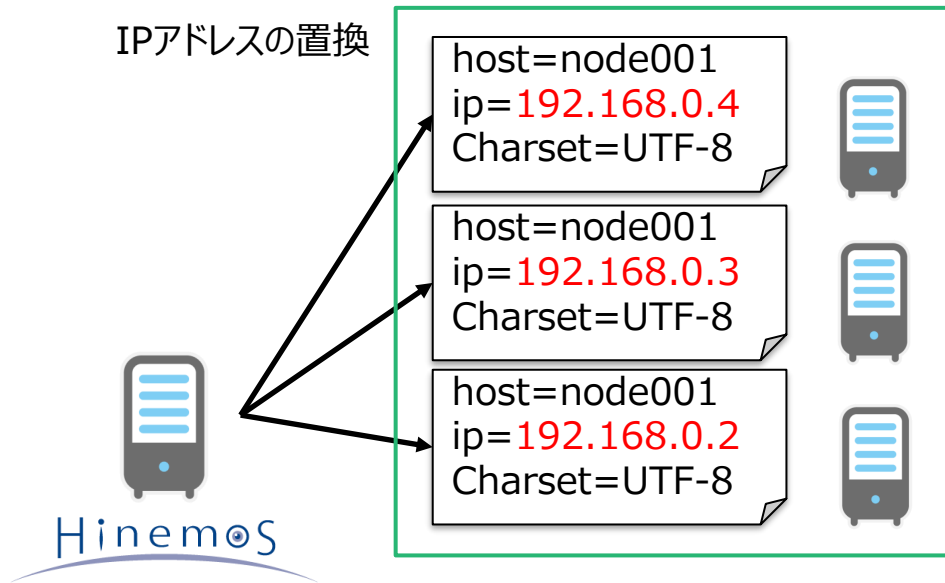 IPアドレスの置換
host=node001
ip=192.168.0.4
Charset=UTF-8
host=node001
ip=192.168.0.3
Charset=UTF-8
host=node001
ip=192.168.0.2
Charset=UTF-8
Hinemos